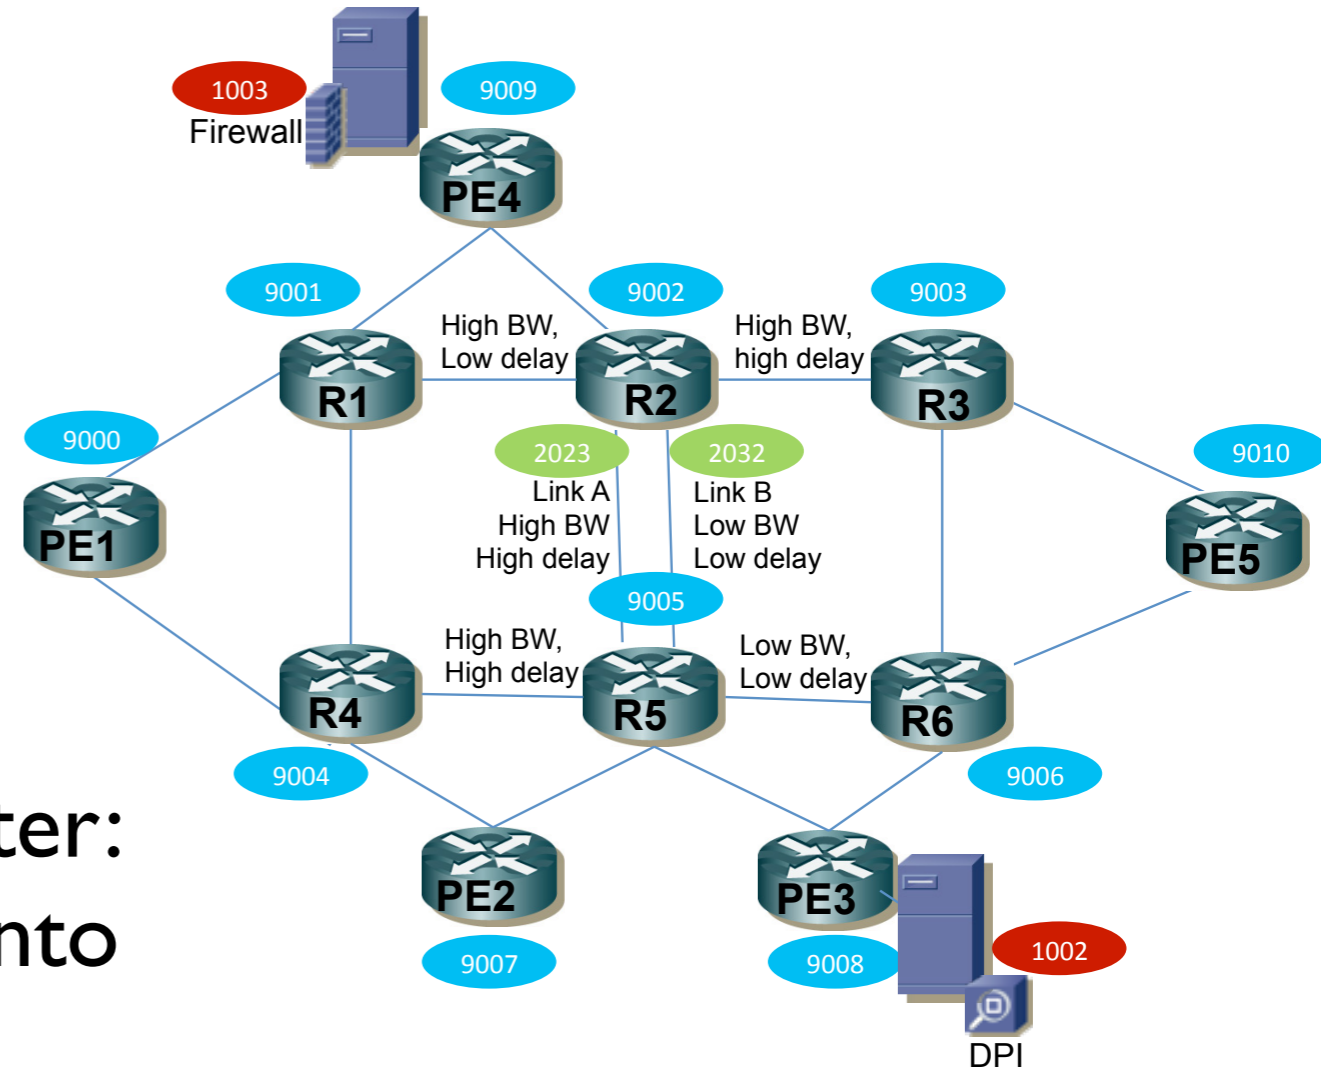 1003
9009
Firewall
PE4
9001
9002
9003
High BW,
Low delay
High BW,
high delay
R1
R2
R3
9000
2023
2032
9010
Link A
High BW
High delay
Link B
Low BW
Low delay
PE1
PE5
9005
High BW,
High delay
Low BW,
Low delay
R4
R5
R6
9004
9006
ter:
nto
PE2
PE3
9007
9008
1002
DPI